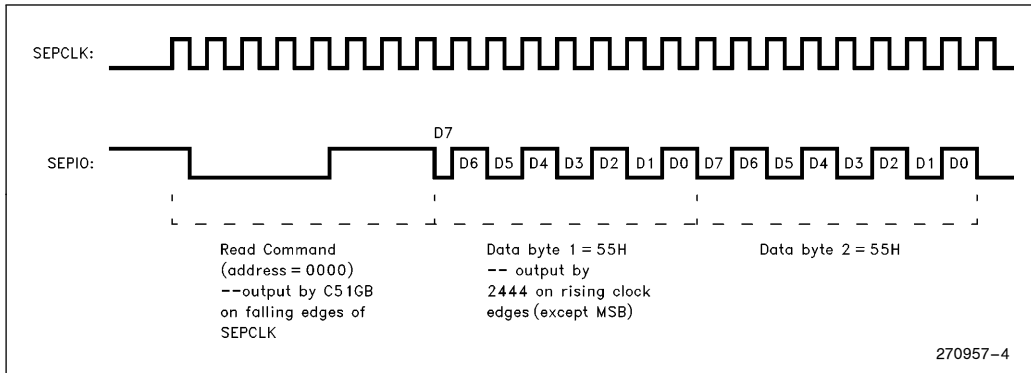 SEPCLK:
D7
SEPIO:
D6 D5 D4 D3 D2 D1 D0 D7 D6 D5 D4 D3 D2 D1 D0
Read Command
(address = 0000)
--output by C51GB
on falling edges of
SEPCLK
Data byte 1 = 55H
-- output by
2444 on rising clock
edges (except MSB)
Data byte 2 = 55H
270957-4